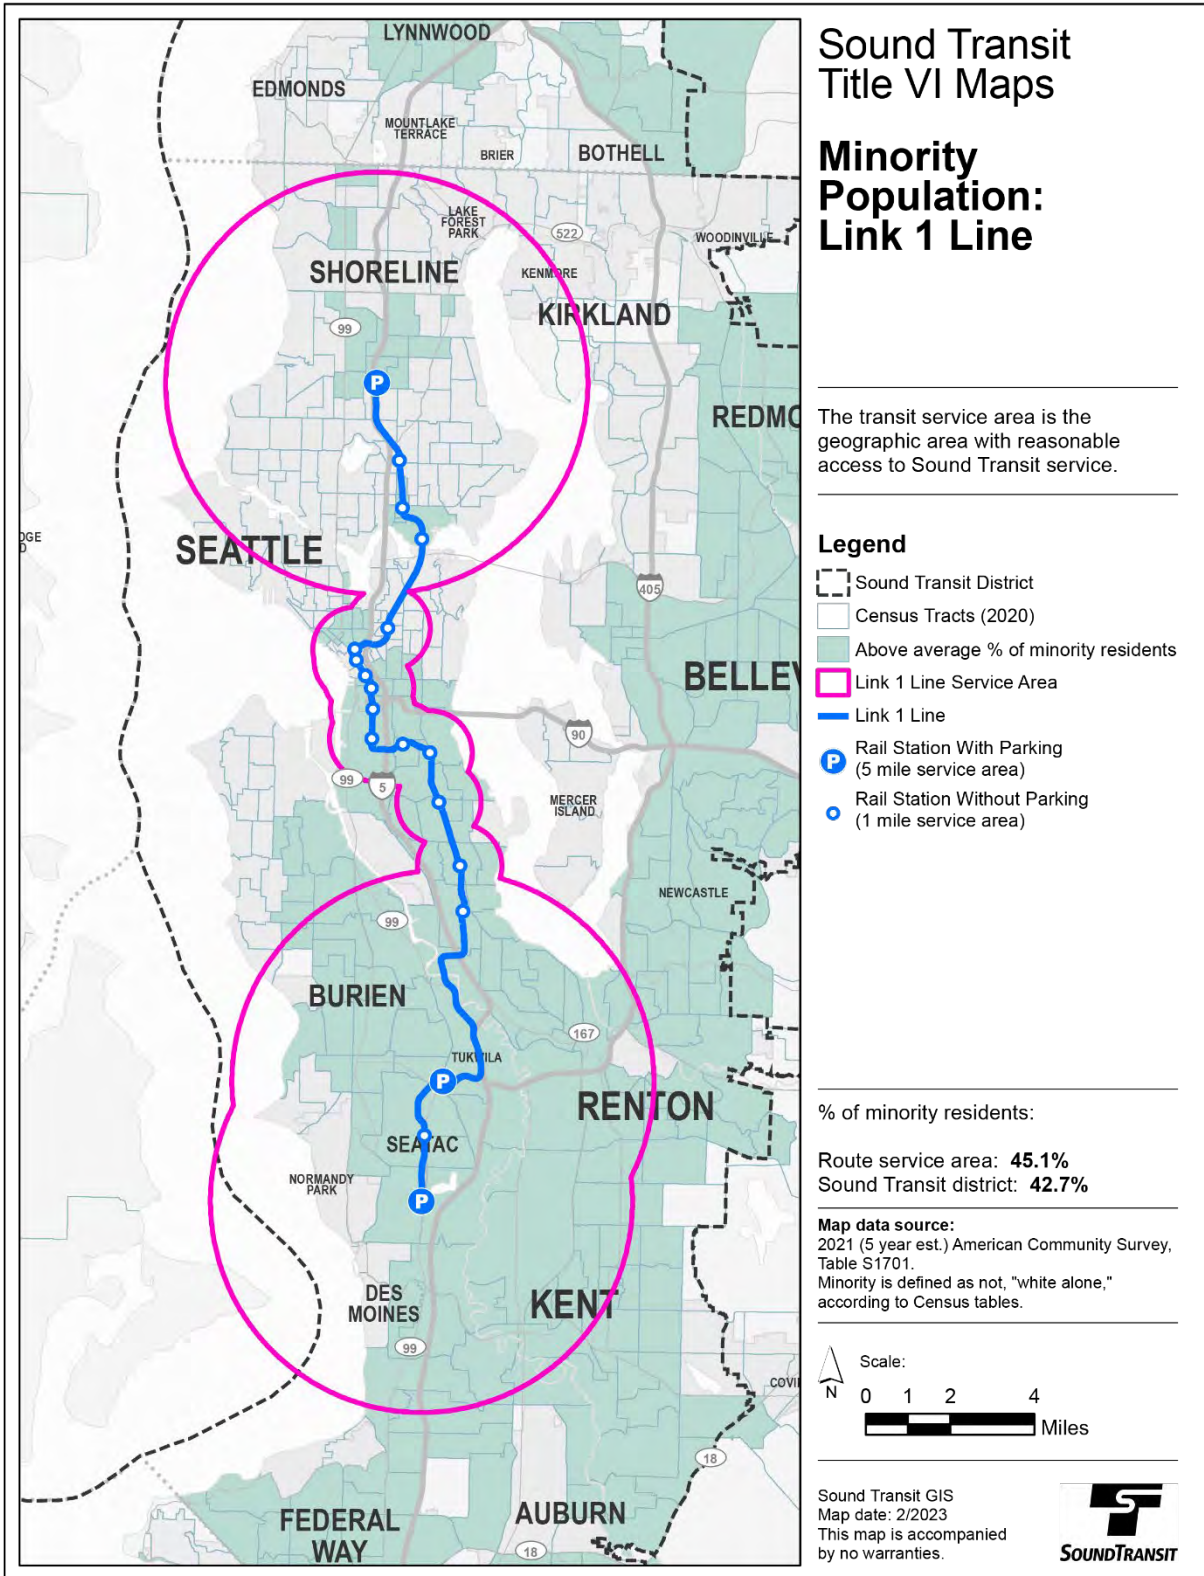 LYNNWOOD
EDMONDS
MOUNTLAKE
TERRACE
BRIER
BOTHELL
LAKE
FOREST
PARK
522
WOODINVILLE
SHORELINE
KENMORE
99
KIRKLAND
P
REDMO
SEATTLE
405
BELLEV
90
99
5
MERCER
ISLAND
NEWCASTLE
99
BURIEN
167
TUKWILA
P
RENTON
SEATAC
NORMANDY
PARK
P
DES
MOINES
KENT
99
COVI
18
FEDERAL
WAY
AUBURN
18
Sound Transit
Title VI Maps
Minority
Population:
Link 1 Line
The transit service area is the
geographic area with reasonable
access to Sound Transit service.
Legend
Sound Transit District
Census Tracts (2020)
Above average % of minority residents
Link 1 Line Service Area
Link 1 Line
P Rail Station With Parking
(5 mile service area)
Rail Station Without Parking
(1 mile service area)
% of minority residents:
Route service area: 45.1%
Sound Transit district: 42.7%
Map data source:
2021 (5 year est.) American Community Survey,
Table S1701.
Minority is defined as not, "white alone,"
according to Census tables.
N
Scale:
0 1 2 4
Miles
Sound Transit GIS
Map date: 2/2023
This map is accompanied
by no warranties.
SOUNDTRANSIT